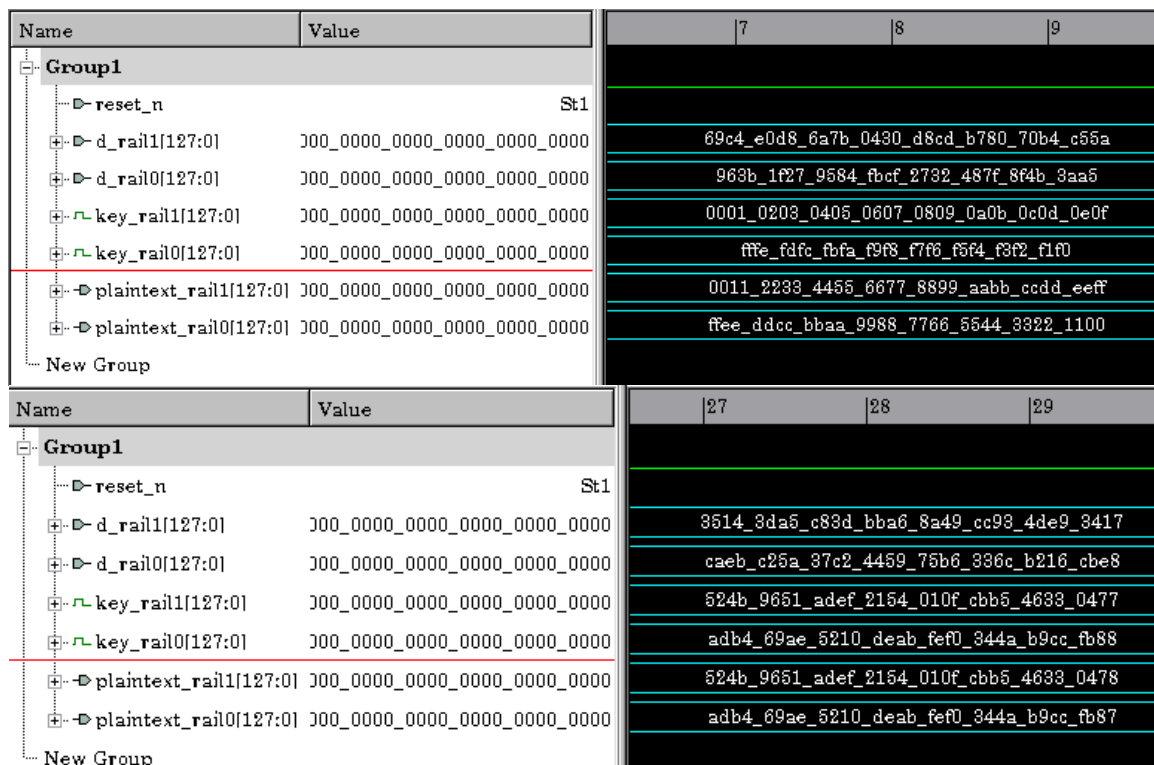 Name Value |7 |8 |9
Group1
reset_n St1
d_rail1[127:0] 000_0000_0000_0000_0000_0000 69c4_e0d8_6a7b_0430_d8cd_b780_70b4_c55a
d_rail0[127:0] 000_0000_0000_0000_0000_0000 963b_1f27_9584_fbcf_2732_487f_8f4b_3aa5
key_rail1[127:0] 000_0000_0000_0000_0000_0000 0001_0203_0405_0607_0809_0a0b_0c0d_0e0f
key_rail0[127:0] 000_0000_0000_0000_0000_0000 fffe_fdfc_fbfa_f9f8_f7f6_f5f4_f3f2_f1f0
plaintext_rail1[127:0] 000_0000_0000_0000_0000_0000 0011_2233_4455_6677_8899_aabb_ccdd_eeff
plaintext_rail0[127:0] 000_0000_0000_0000_0000_0000 ffee_ddcc_bbaa_9988_7766_5544_3322_1100
New Group
Name Value |27 |28 |29
Group1
reset_n St1
d_rail1[127:0] 000_0000_0000_0000_0000_0000 3514_3da5_c83d_bba6_8a49_cc93_4de9_3417
d_rail0[127:0] 000_0000_0000_0000_0000_0000 caeb_c25a_37c2_4459_75b6_336c_b216_cbe8
key_rail1[127:0] 000_0000_0000_0000_0000_0000 524b_9651_adef_2154_010f_cbb5_4633_0477
key_rail0[127:0] 000_0000_0000_0000_0000_0000 adb4_69ae_5210_deab_fef0_344a_b9cc_fb88
plaintext_rail1[127:0] 000_0000_0000_0000_0000_0000 524b_9651_adef_2154_010f_cbb5_4633_0478
plaintext_rail0[127:0] 000_0000_0000_0000_0000_0000 adb4_69ae_5210_deab_fef0_344a_b9cc_fb87
New Group